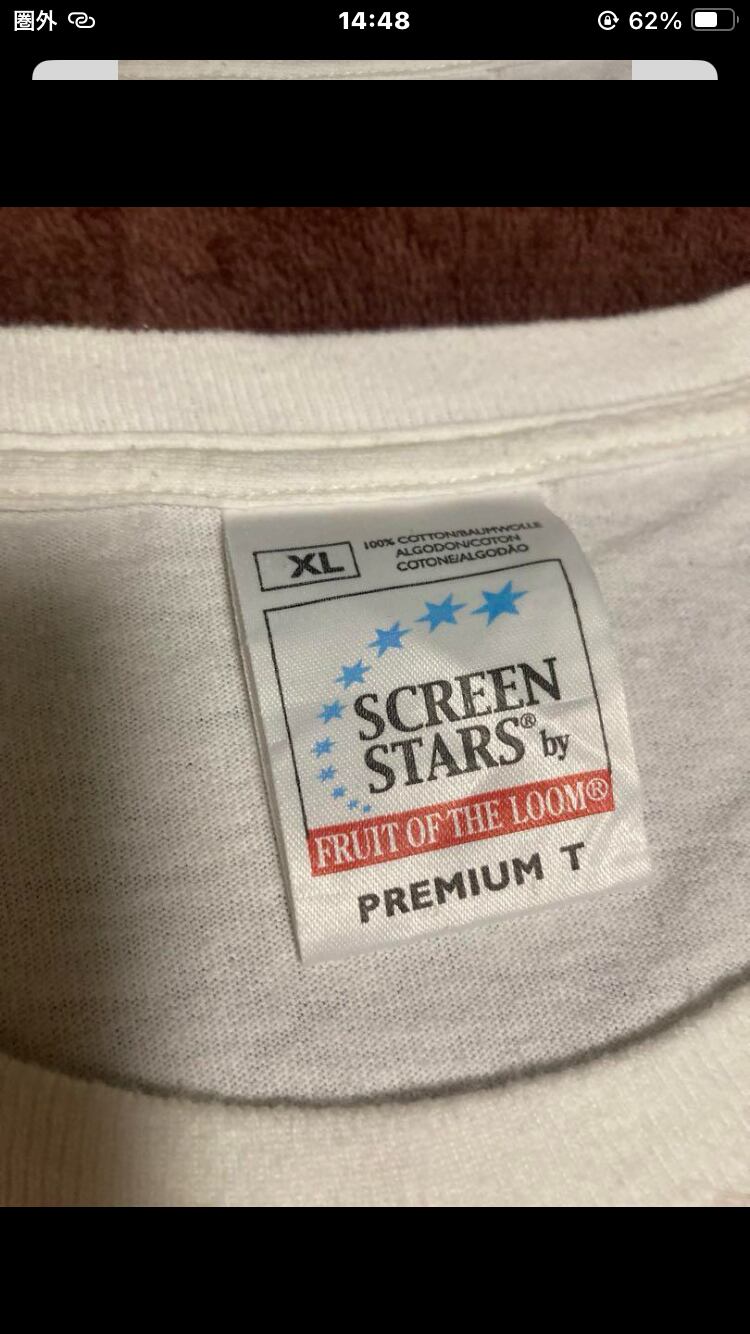 圏外 14:48 62%
XL
100% COTTON/BAUMWOLLE
ALGODON/COTON
COTONE/ALGODÃO
SCREEN
STARS® by
FRUIT OF THE LOOM®
PREMIUM T